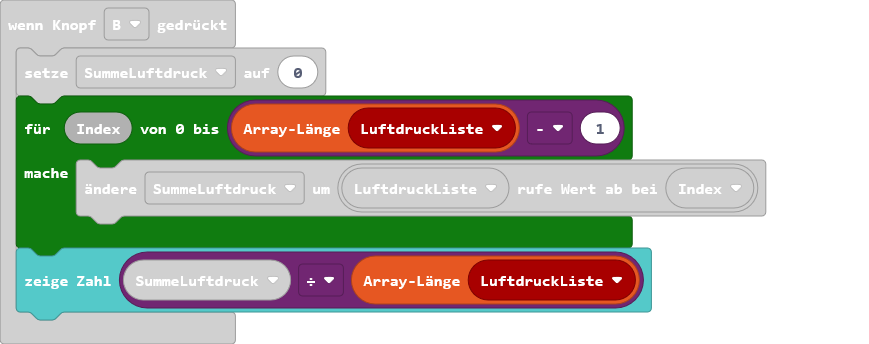 wenn Knopf B gedrückt
setze SummeLuftdruck auf 0
für Index von 0 bis Array-Länge LuftdruckListe - 1
mache ändere SummeLuftdruck um LuftdruckListe rufe Wert ab bei Index
zeige Zahl SummeLuftdruck ÷ Array-Länge LuftdruckListe